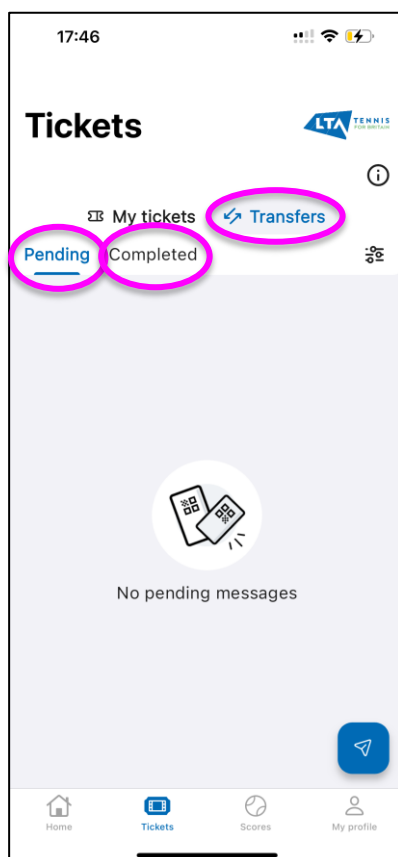 17:46
Tickets
LTA TENNIS
FOR BRITAIN
My tickets Transfers
Pending Completed
No pending messages
Home Tickets Scores My profile